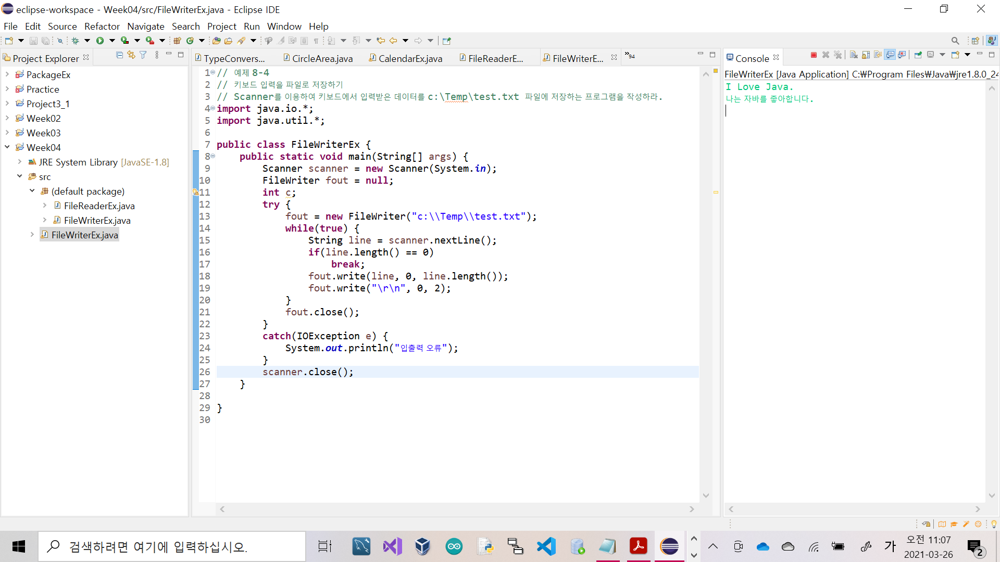 eclipse-workspace - Week04/src/FileWriterEx.java - Eclipse IDE
File Edit Source Refactor Navigate Search Project Run Window Help
Project Explorer
PackageEx
Practice
Project3_1
Week02
Week03
Week04
JRE System Library [JavaSE-1.8]
src
(default package)
FileReaderEx.java
FileWriterEx.java
FileWriterEx.java
TypeConvers... CircleArea.java CalendarEx.java FileReaderE... FileWriterE... »94
1 // 예제 8-4
2 // 키보드 입력을 파일로 저장하기
3 // Scanner를 이용하여 키보드에서 입력받은 데이터를 c:\Temp\test.txt 파일에 저장하는 프로그램을 작성하라.
4 import java.io.*;
5 import java.util.*;
6
7 public class FileWriterEx {
8     public static void main(String[] args) {
9         Scanner scanner = new Scanner(System.in);
10         FileWriter fout = null;
11         int c;
12         try {
13             fout = new FileWriter("c:\\Temp\\test.txt");
14             while(true) {
15                 String line = scanner.nextLine();
16                 if(line.length() == 0)
17                     break;
18                 fout.write(line, 0, line.length());
19                 fout.write("\r\n", 0, 2);
20             }
21             fout.close();
22         }
23         catch(IOException e) {
24             System.out.println("입출력 오류");
25         }
26         scanner.close();
27     }
28
29 }
30
Console
FileWriterEx [Java Application] C:₩Program Files₩Java₩jre1.8.0_24
I Love Java.
나는 자바를 좋아합니다.
검색하려면 여기에 입력하십시오.
가
오전 11:07
2021-03-26
2